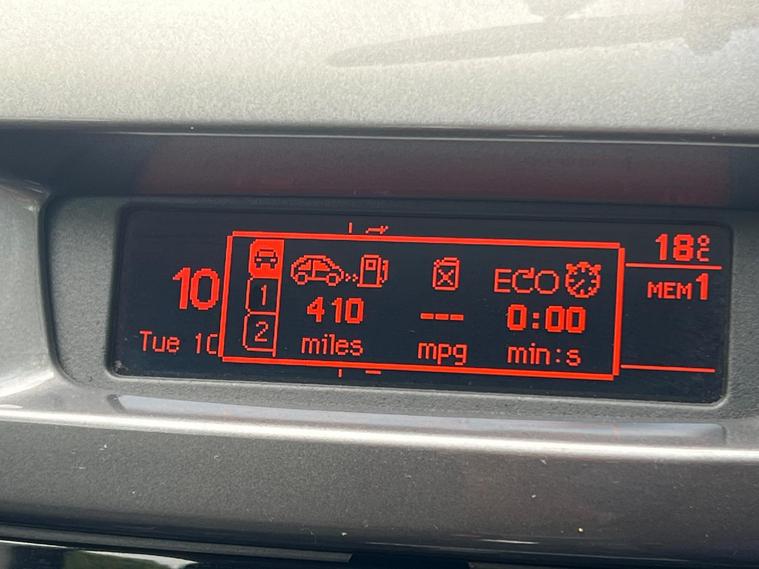 18°C
MEM1
10
Tue 10
1
2
410
miles
---
mpg
ECO
0:00
min:s